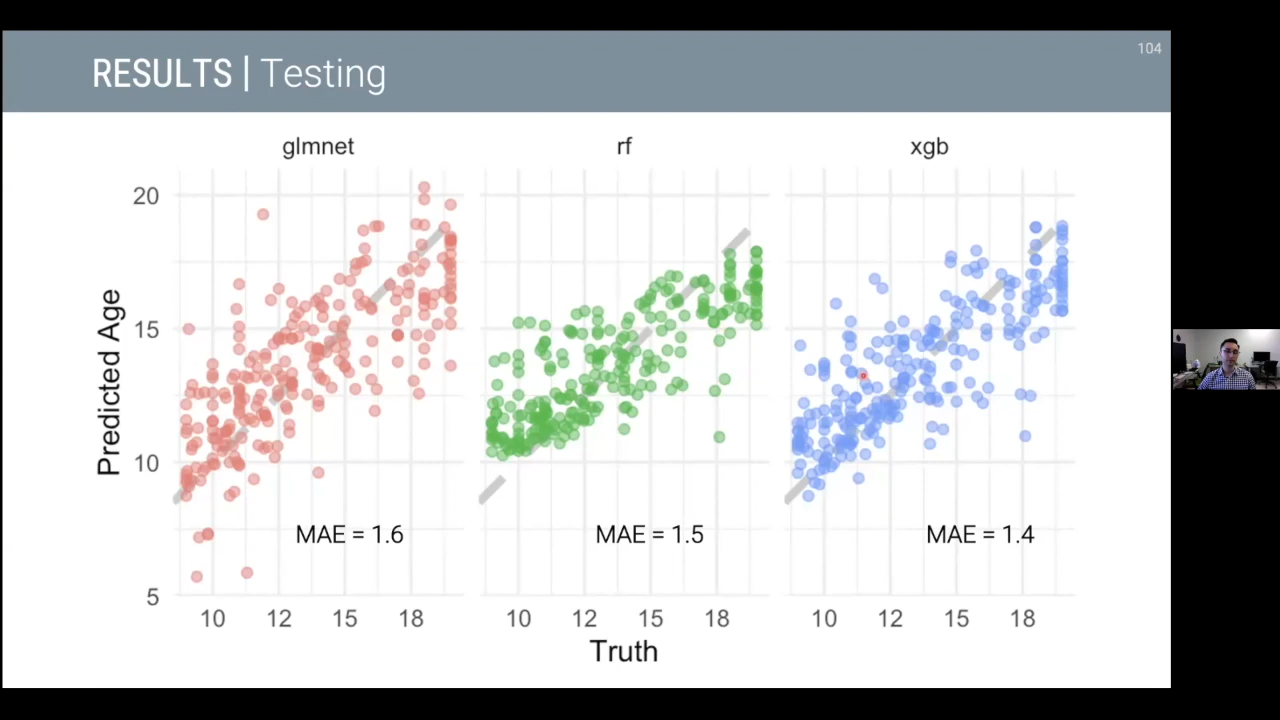 104
RESULTS | Testing
glmnet rf xgb
20
15
10
5
Predicted Age
MAE = 1.6 MAE = 1.5 MAE = 1.4
10 12 15 18 10 12 15 18 10 12 15 18
Truth